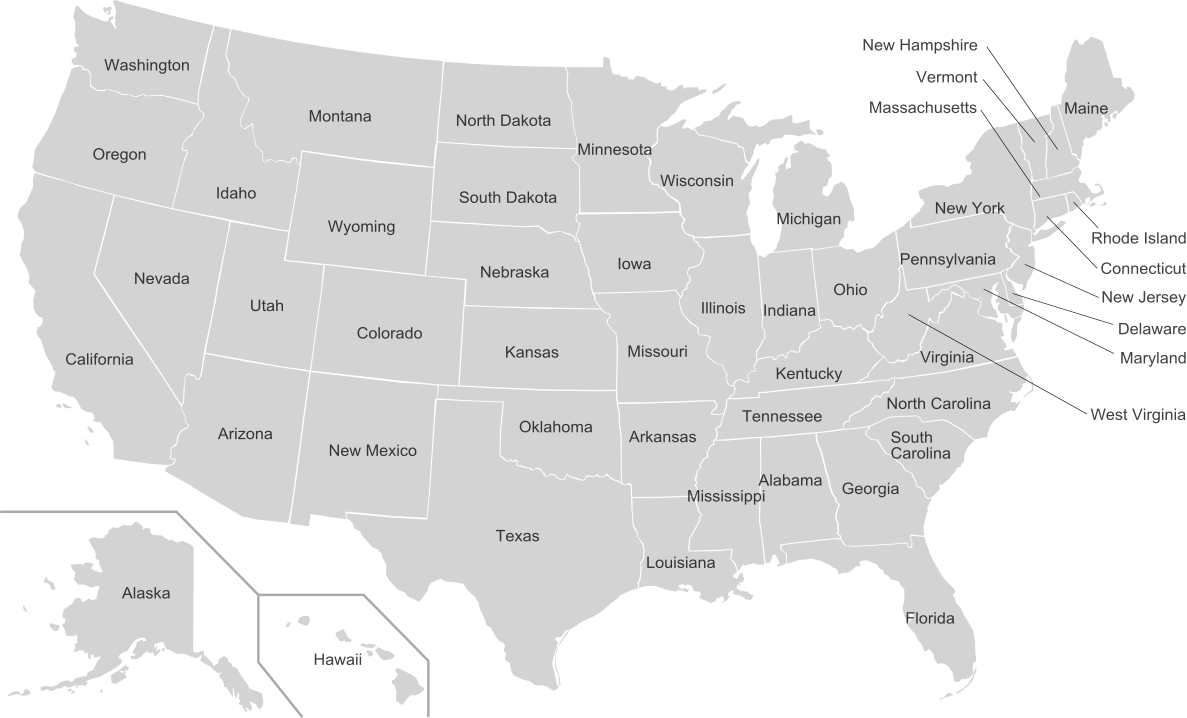 New Hampshire
Washington
Vermont
Massachusetts
Maine
Montana
North Dakota
Minnesota
Oregon
Wisconsin
Idaho
South Dakota
New York
Michigan
Wyoming
Rhode Island
Pennsylvania
Iowa
Connecticut
Nebraska
Nevada
Ohio
New Jersey
Utah
Illinois
Indiana
Delaware
Colorado
Kansas
Missouri
Virginia
Maryland
California
Kentucky
North Carolina
West Virginia
Tennessee
Oklahoma
Arizona
Arkansas
South
Carolina
New Mexico
Alabama
Georgia
Mississippi
Texas
Louisiana
Alaska
Florida
Hawaii